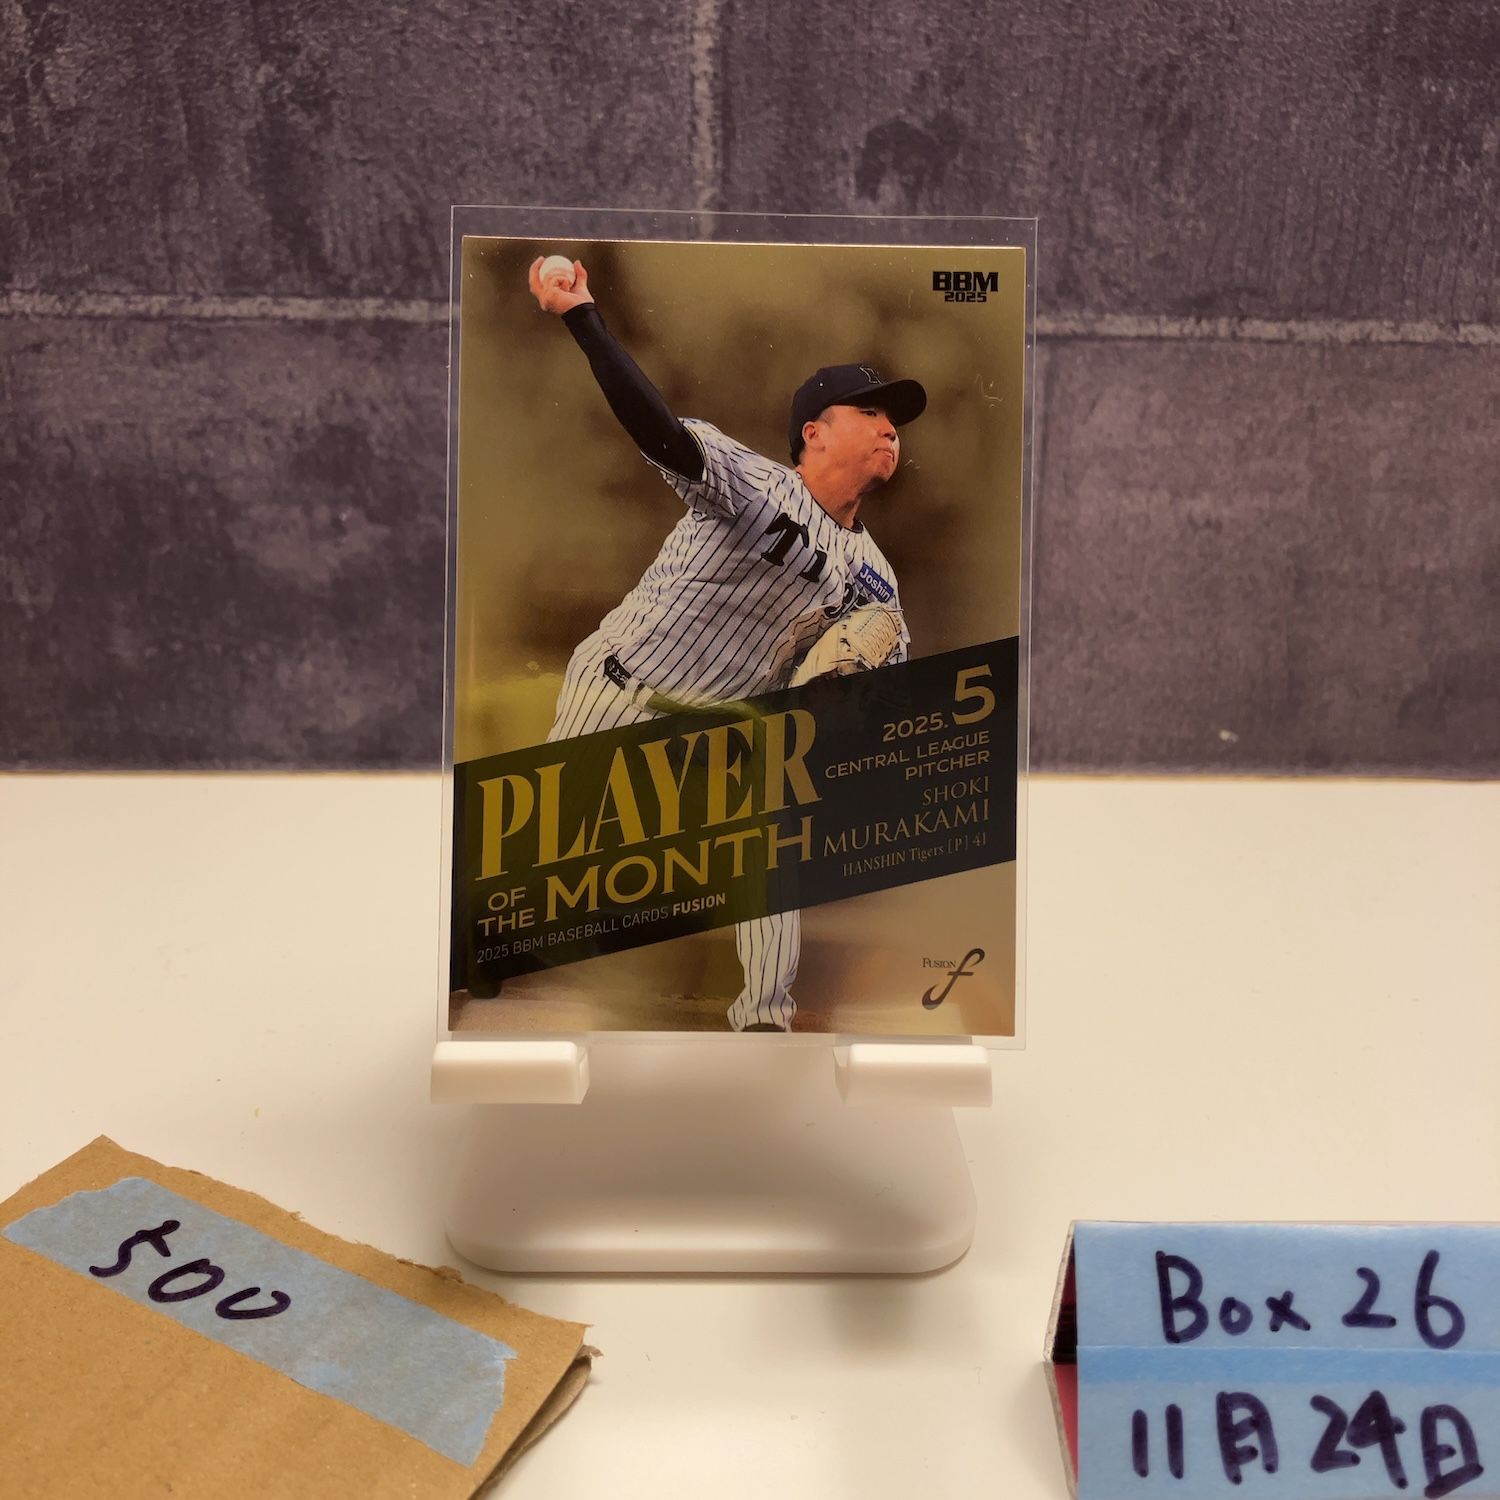 BBM
2025
Tigers
Joshin
2025.5
CENTRAL LEAGUE
PITCHER
SHOKI
MURAKAMI
HANSHIN Tigers [P] 41
PLAYER
OF
THE MONTH
2025 BBM BASEBALL CARDS FUSION
FUSION f
500
Box 26
11月24日